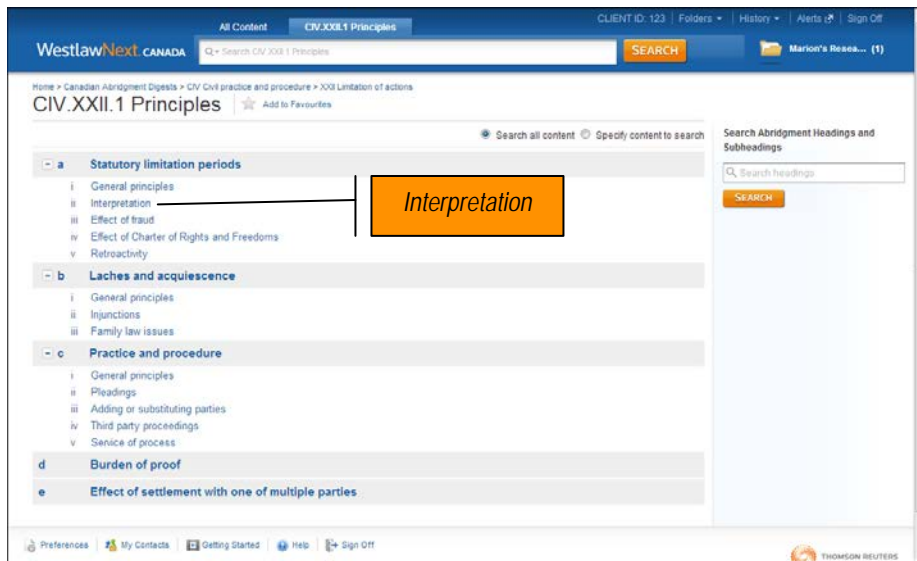 CLIENT ID: 123 Folders History Alerts Sign Off
All Content CIV.XXII.1 Principles
WestlawNext CANADA Search CIV XXII 1 Principles SEARCH Marion's Resea... (1)
Home > Canadian Abridgment Digests > CIV Civil practice and procedure > XXII Limitation of actions
CIV.XXII.1 Principles Add to Favourites
Search all content Specify content to search
Search Abridgment Headings and Subheadings
Search headings
SEARCH
a Statutory limitation periods
i General principles
ii Interpretation
Interpretation
iii Effect of fraud
iv Effect of Charter of Rights and Freedoms
v Retroactivity
b Laches and acquiescence
i General principles
ii Injunctions
iii Family law issues
c Practice and procedure
i General principles
ii Pleadings
iii Adding or substituting parties
iv Third party proceedings
v Service of process
d Burden of proof
e Effect of settlement with one of multiple parties
Preferences My Contacts Getting Started Help Sign Off
THOMSON REUTERS